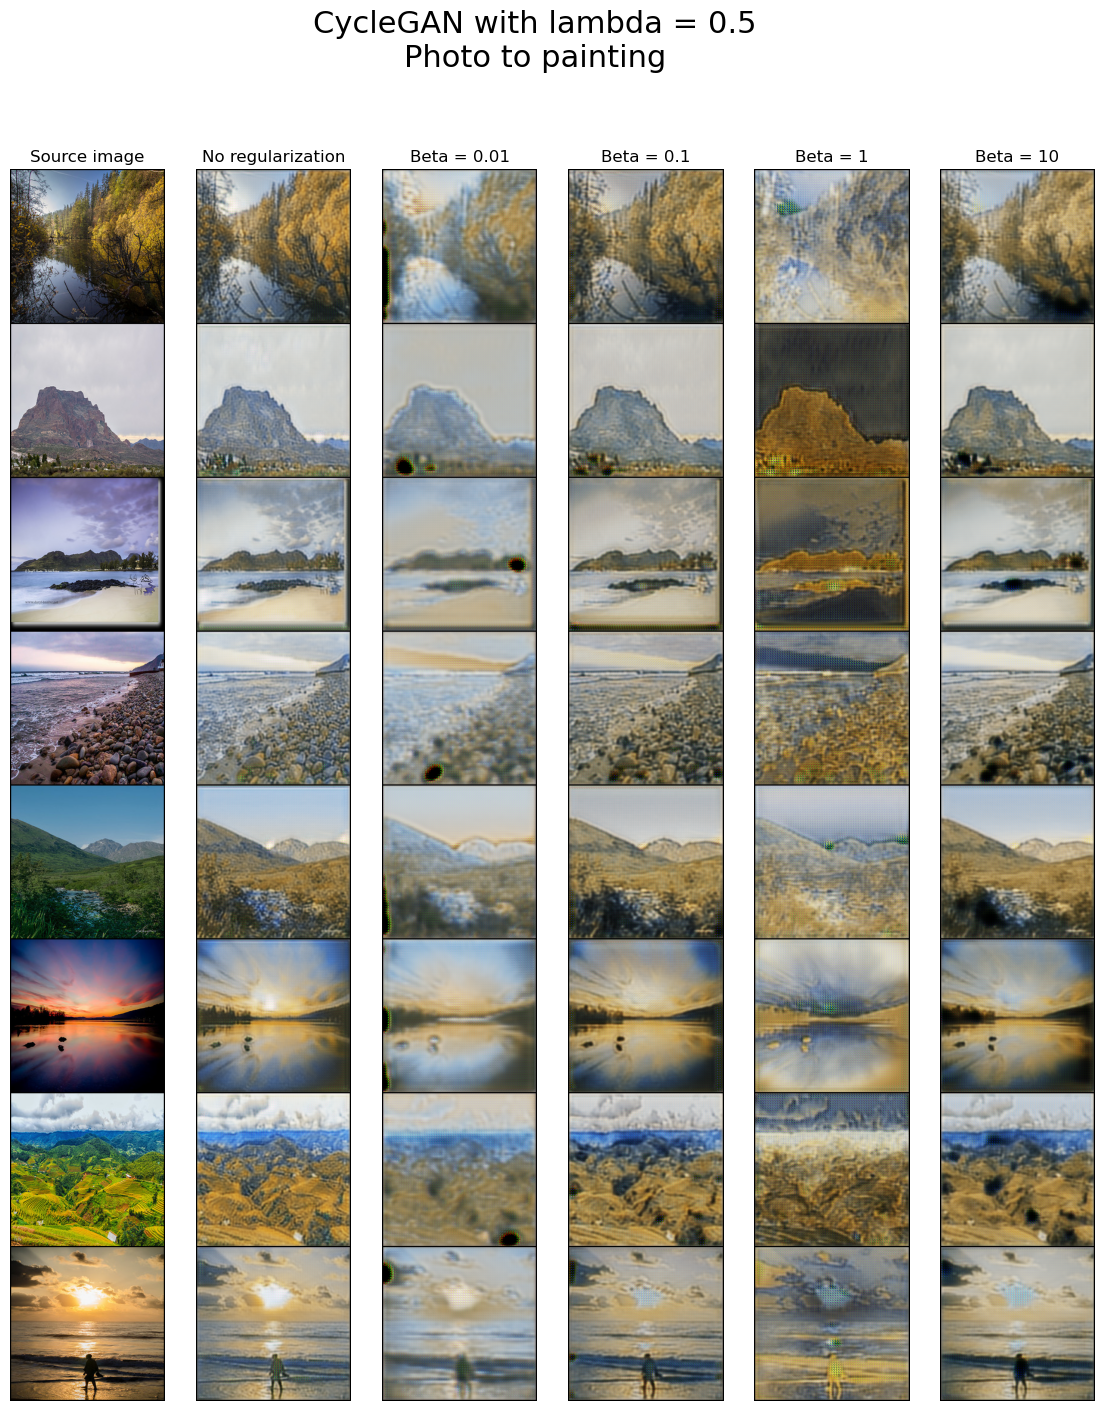 CycleGAN with lambda = 0.5
Photo to painting
Source image
No regularization
Beta = 0.01
Beta = 0.1
Beta = 1
Beta = 10